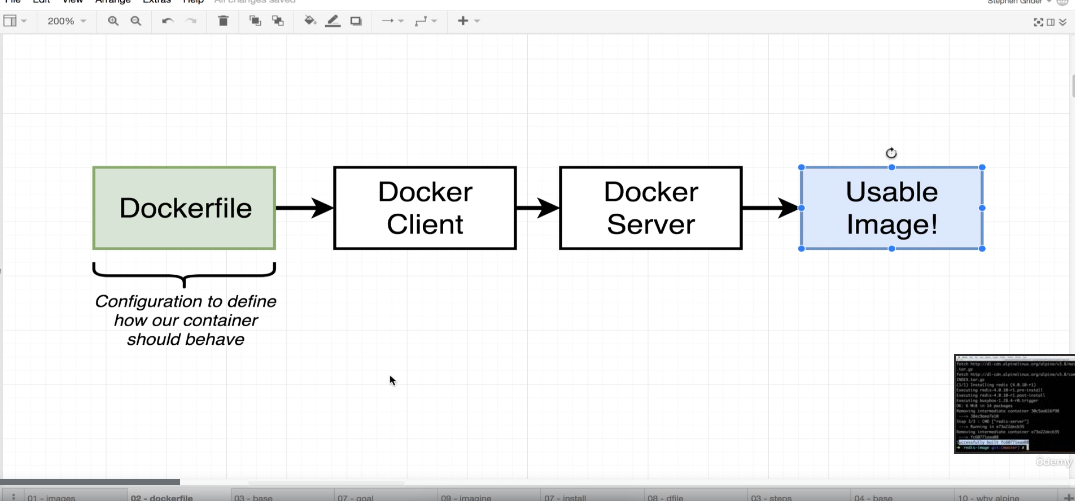 File Edit View Arrange Extras Help All changes saved
Stephen Grider
200%
Dockerfile
Docker
Client
Docker
Server
Usable
Image!
Configuration to define
how our container
should behave
Udemy
01 - images
02 - dockerfile
03 - base
07 - goal
09 - imagine
07 - install
08 - dfile
03 - steps
04 - base
10 - why alpine